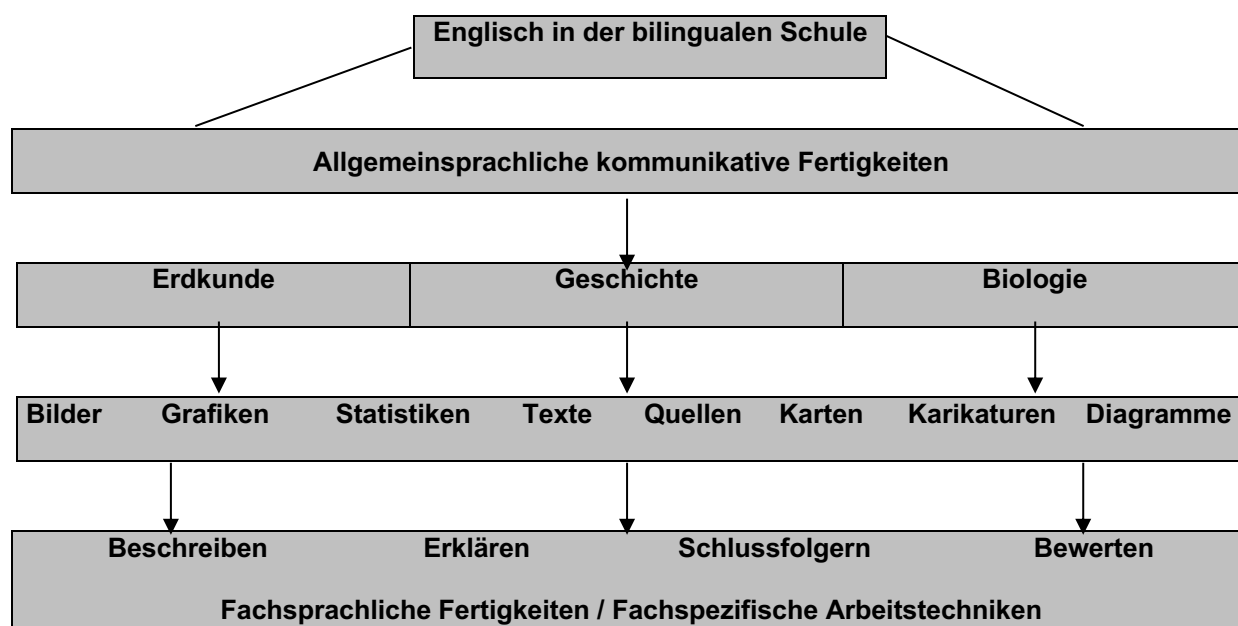 Englisch in der bilingualen Schule
Allgemeinsprachliche kommunikative Fertigkeiten
Erdkunde Geschichte Biologie
Bilder Grafiken Statistiken Texte Quellen Karten Karikaturen Diagramme
Beschreiben Erklären Schlussfolgern Bewerten
Fachsprachliche Fertigkeiten / Fachspezifische Arbeitstechniken